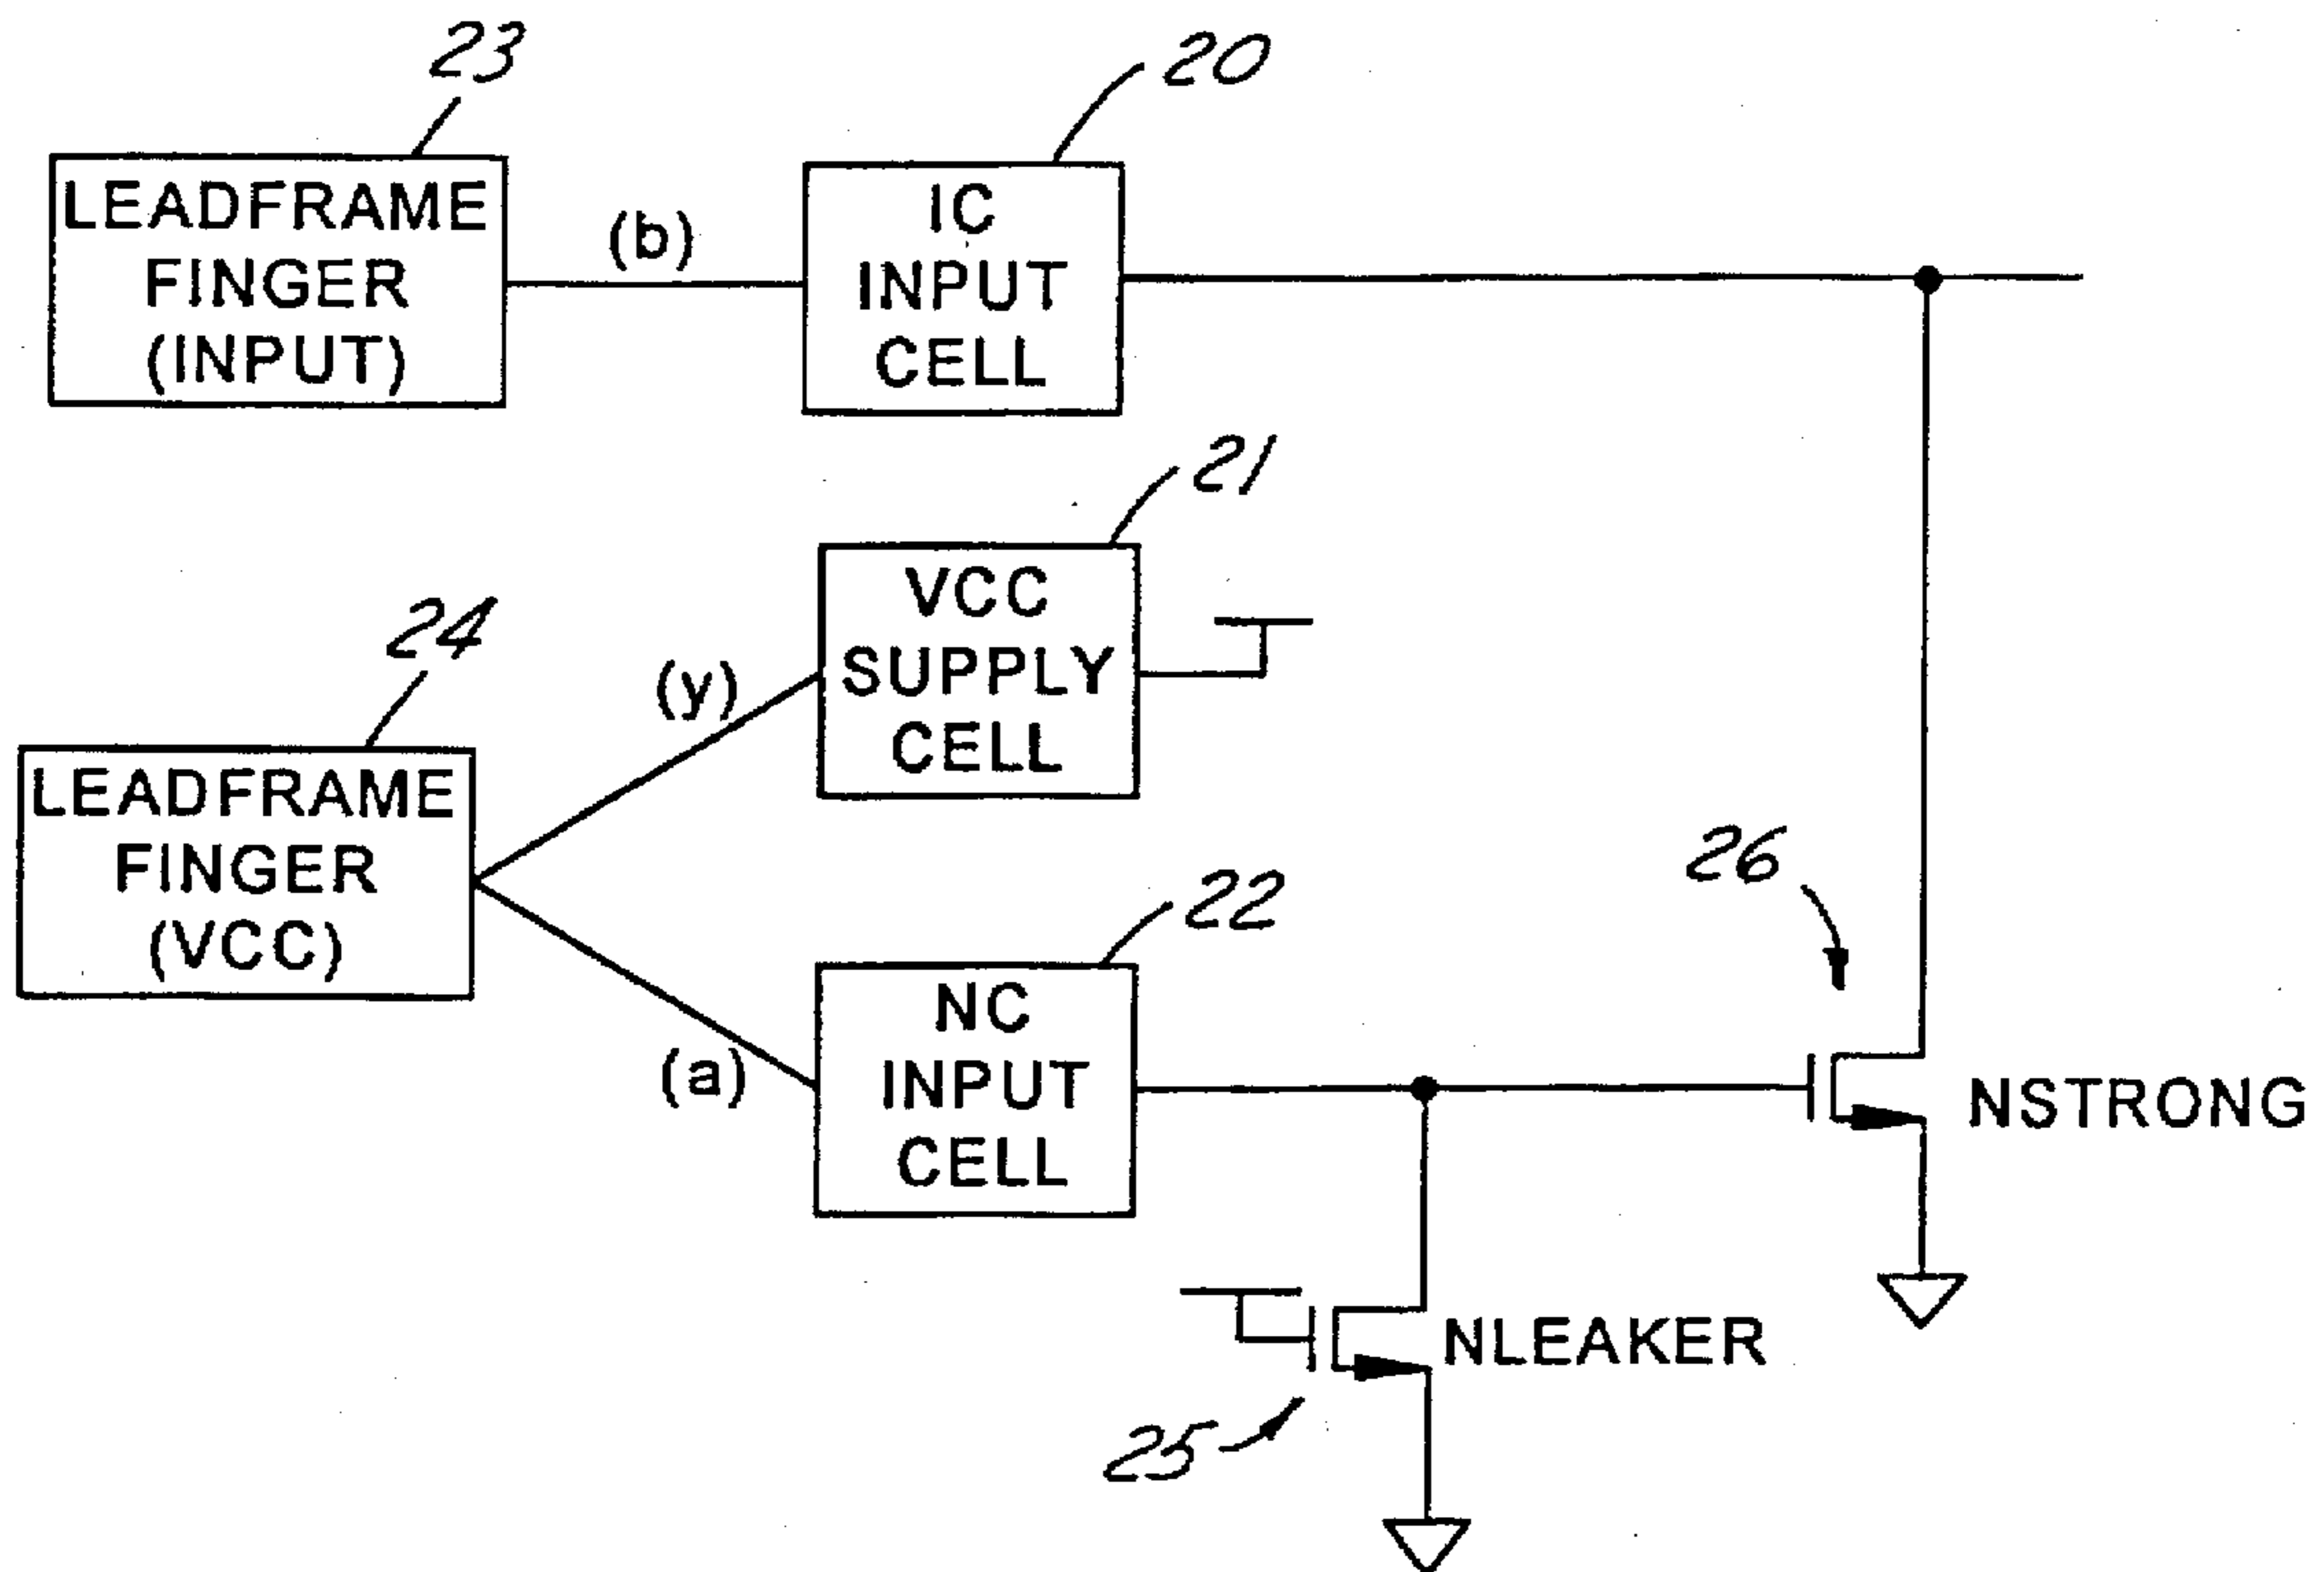 23
20
LEADFRAME
FINGER
(INPUT)
(b)
IC
INPUT
CELL
21
24
(y)
VCC
SUPPLY
CELL
LEADFRAME
FINGER
(VCC)
22
26
(a)
NC
INPUT
CELL
NSTRONG
NLEAKER
25